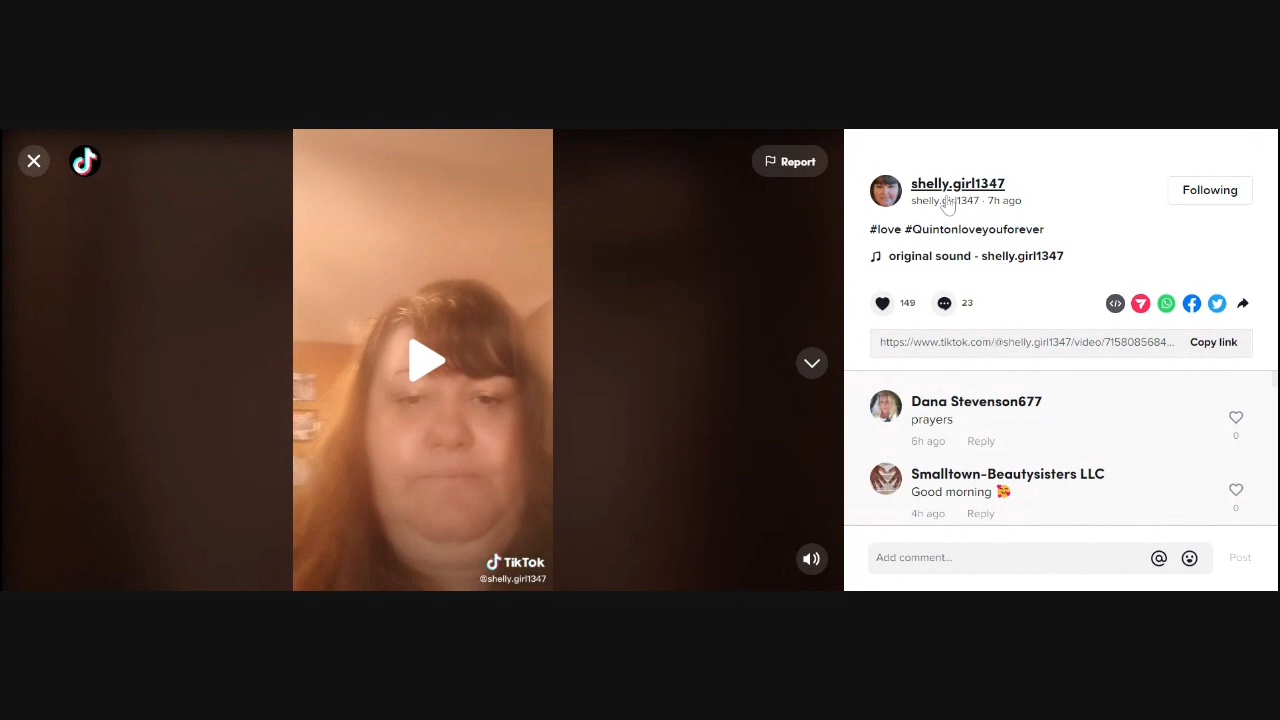 Report
TikTok
@shelly.girl1347
shelly.girl1347
shelly.girl1347 · 7h ago
Following
#love #Quintonloveyouforever
original sound - shelly.girl1347
149
23
https://www.tiktok.com/@shelly.girl1347/video/7158085684...
Copy link
Dana Stevenson677
prayers
6h ago
Reply
0
Smalltown-Beautysisters LLC
Good morning 🥰
4h ago
Reply
0
Add comment...
Post